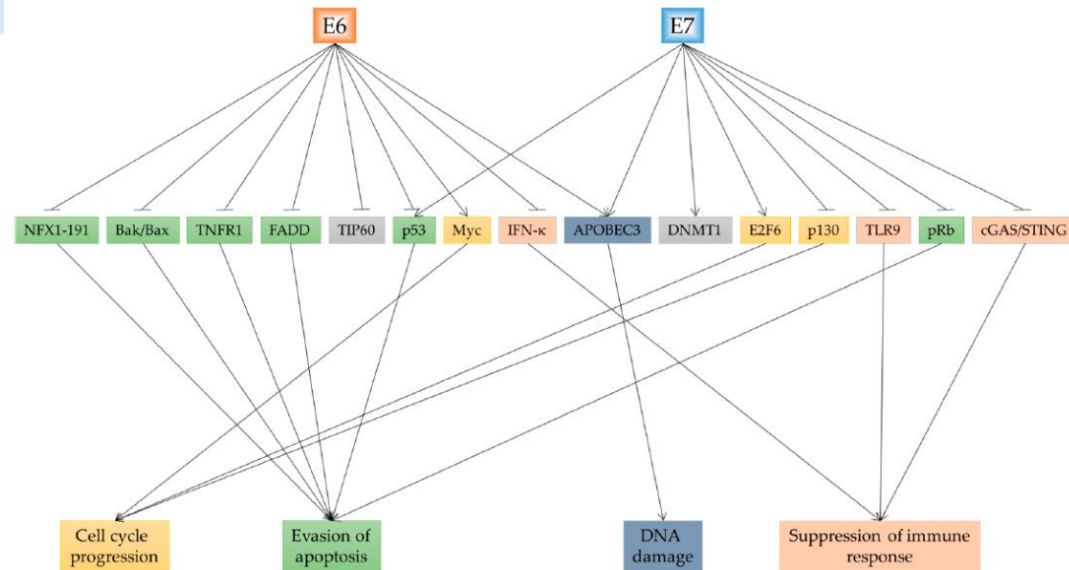 E6
E7
NFX1-191
Bak/Bax
TNFR1
FADD
TIP60
p53
Myc
IFN-κ
APOBEC3
DNMT1
E2F6
p130
TLR9
pRb
cGAS/STING
Cell cycle
progression
Evasion of
apoptosis
DNA
damage
Suppression of immune
response